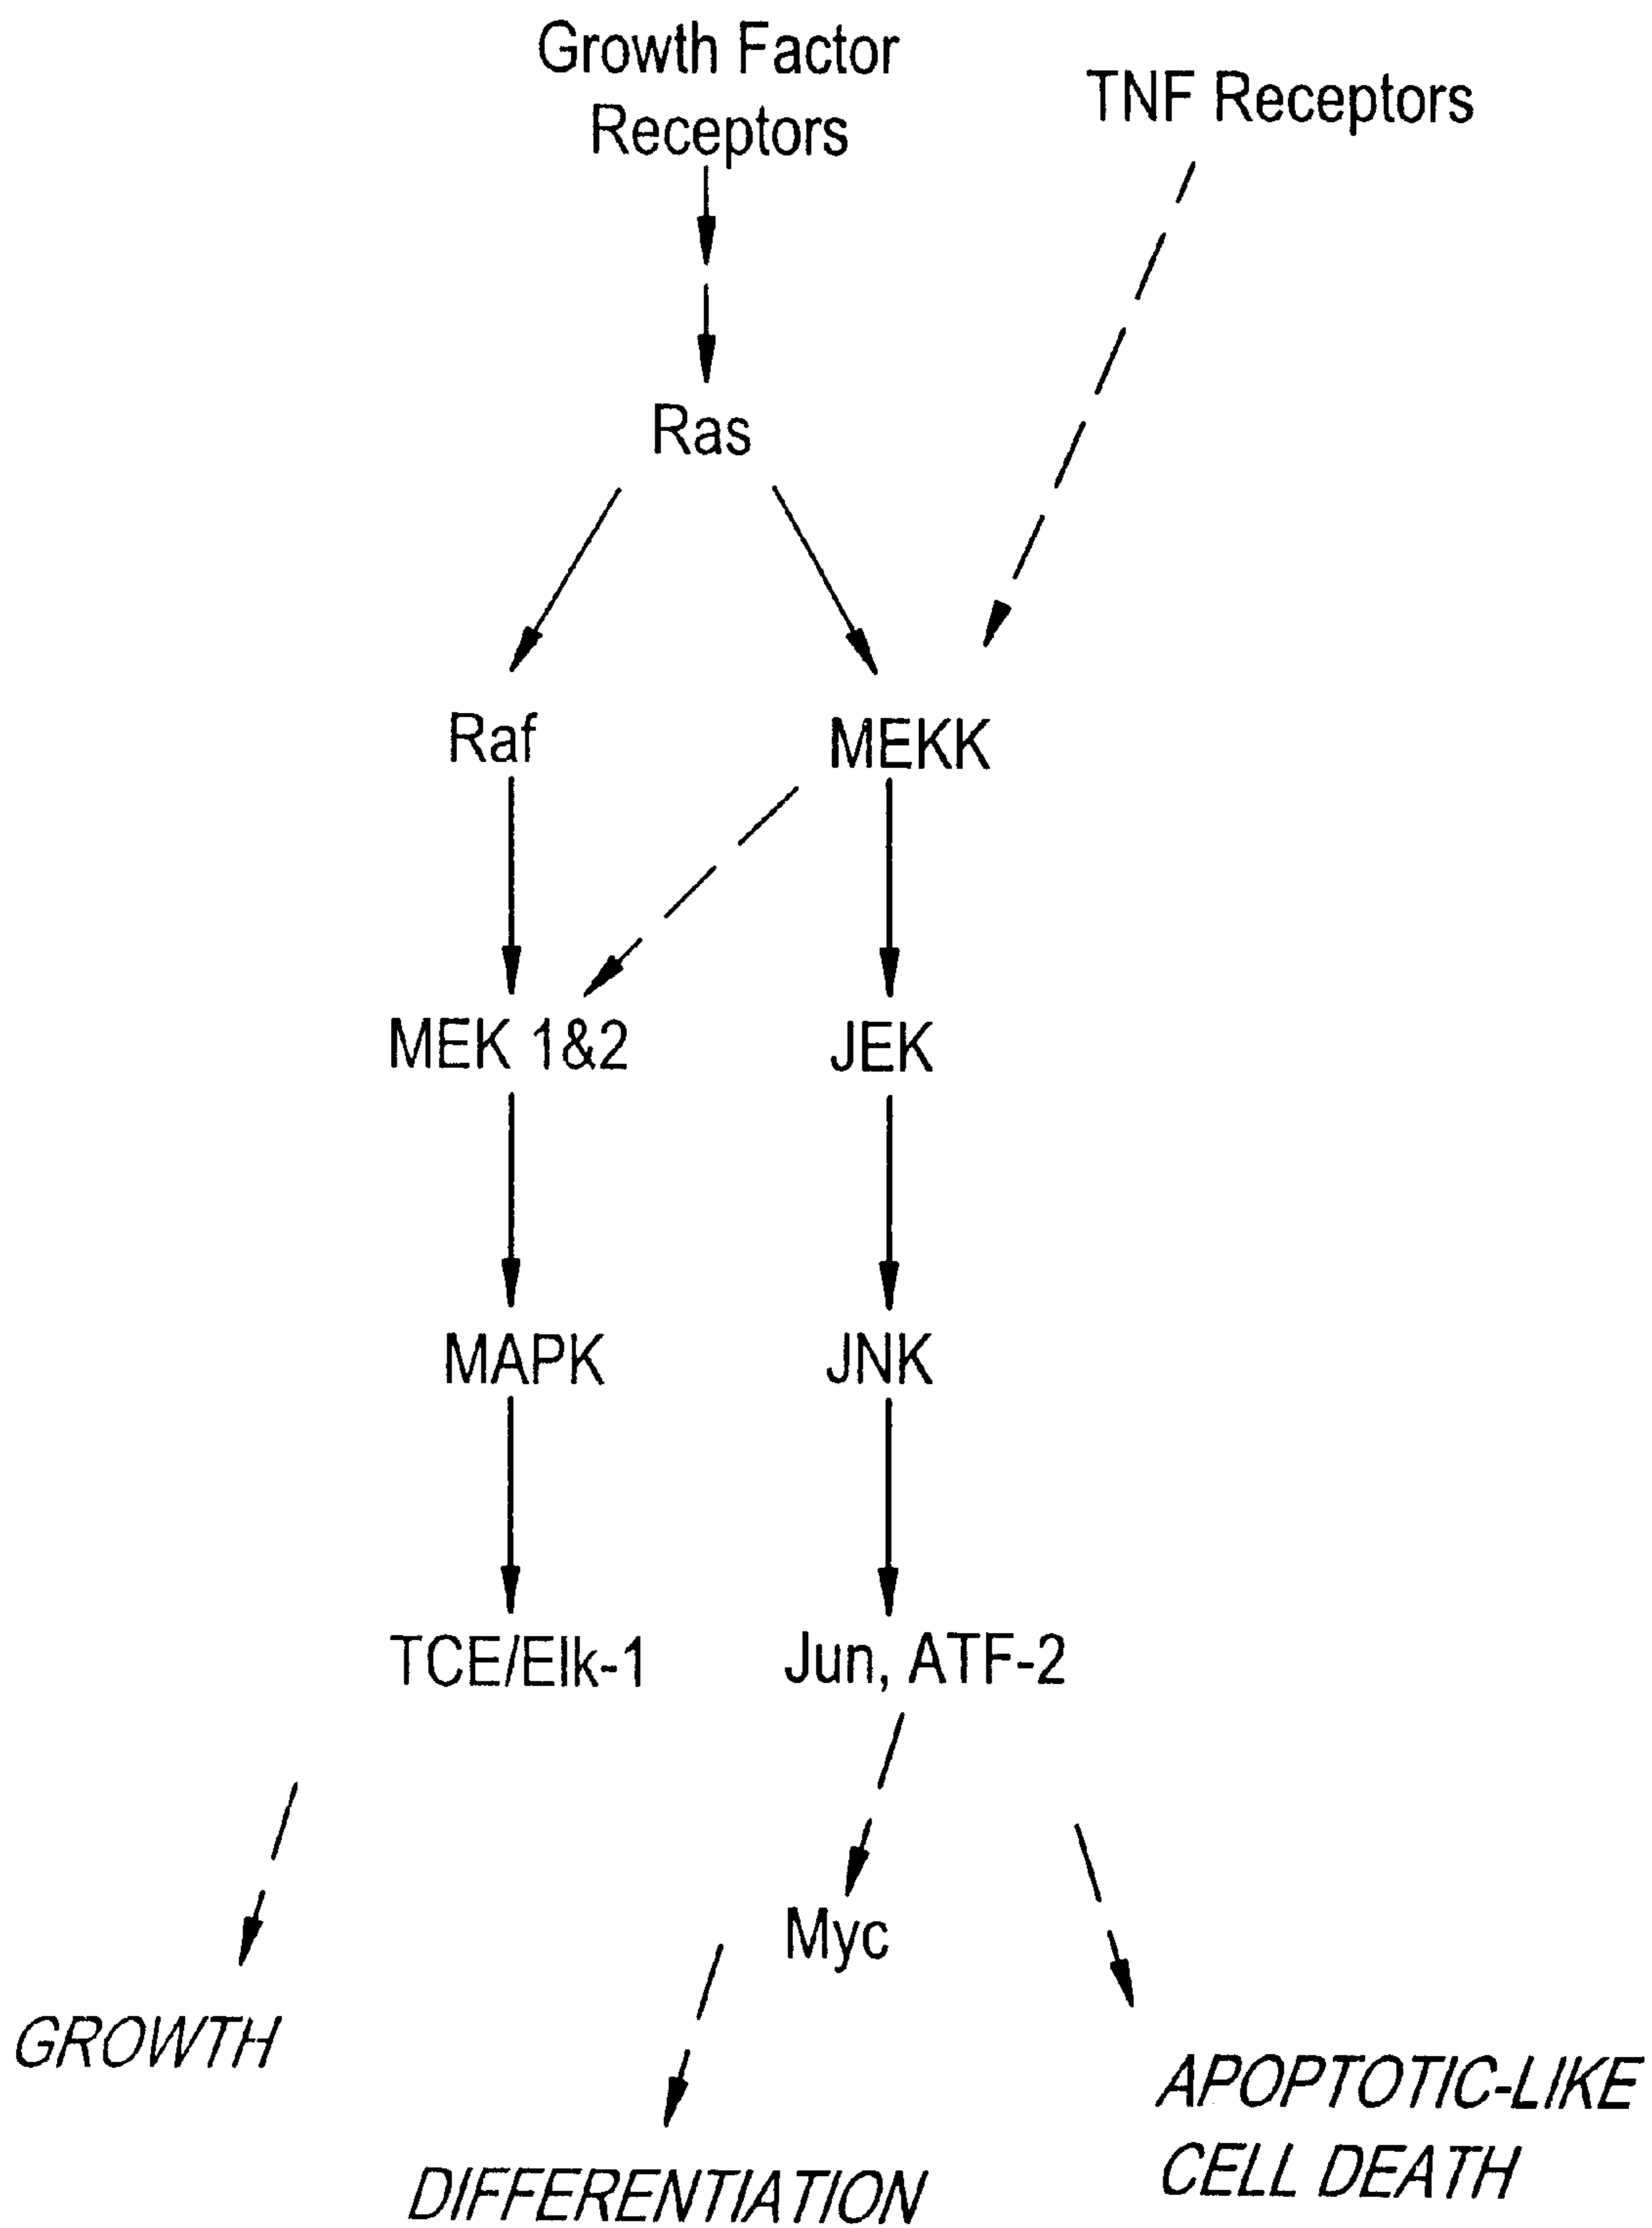 Growth Factor
Receptors
TNF Receptors
Ras
Raf
MEKK
MEK 1&2
JEK
MAPK
JNK
TCE/Elk-1
Jun, ATF-2
Myc
GROWTH
APOPTOTIC-LIKE
CELL DEATH
DIFFERENTIATION